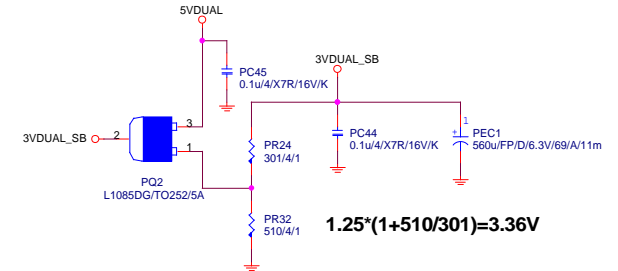 5VDUAL
3VDUAL_SB
PC45
0.1u/4/X7R/16V/K
3
3VDUAL_SB
2
1
PR24
301/4/1
PC44
0.1u/4/X7R/16V/K
1
+
PEC1
560u/FP/D/6.3V/69/A/11m
PQ2
L1085DG/TO252/5A
PR32
510/4/1
1.25*(1+510/301)=3.36V